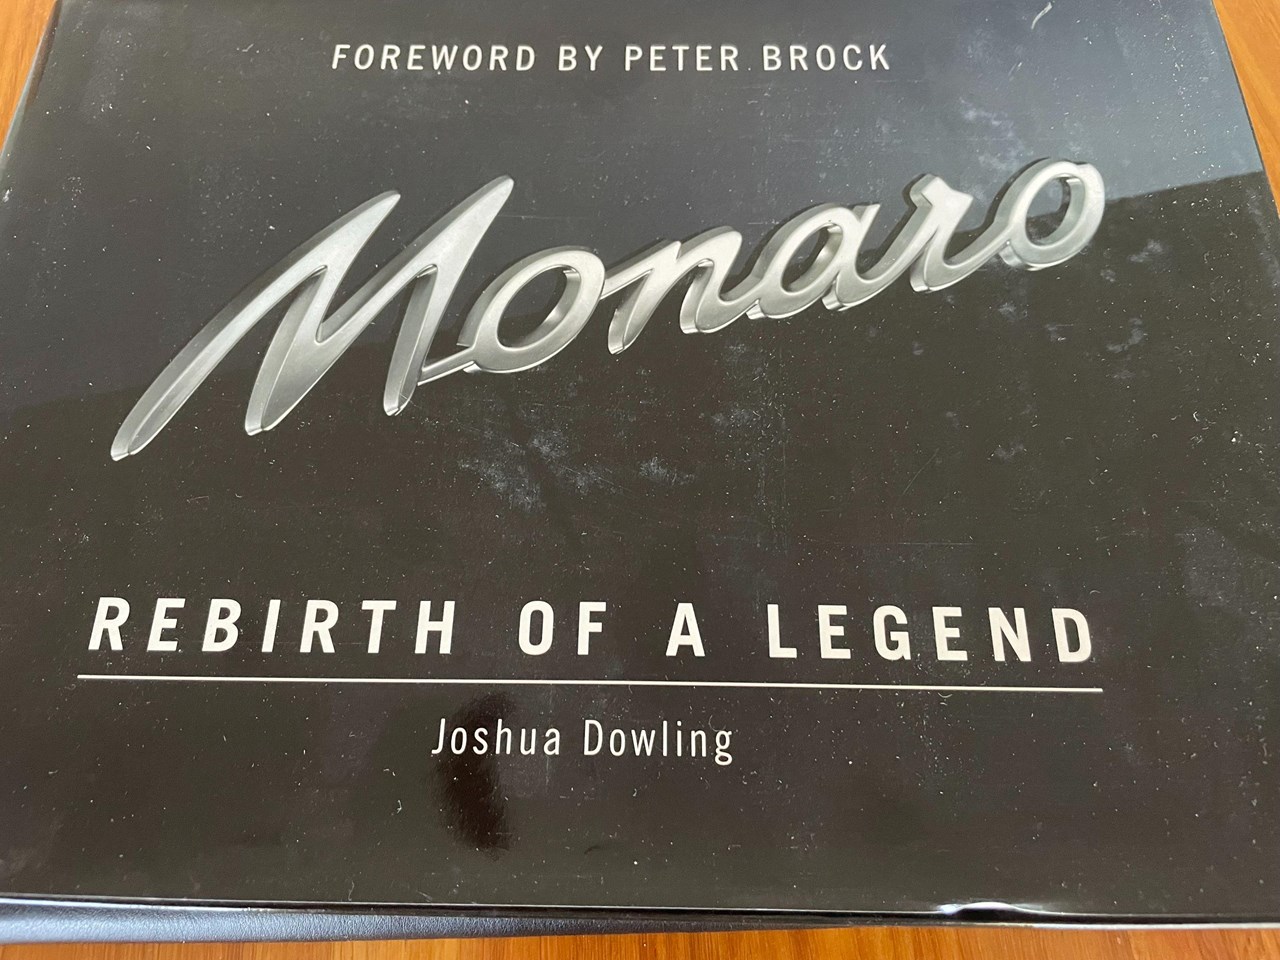 FOREWORD BY PETER BROCK
Monaro
REBIRTH OF A LEGEND
Joshua Dowling